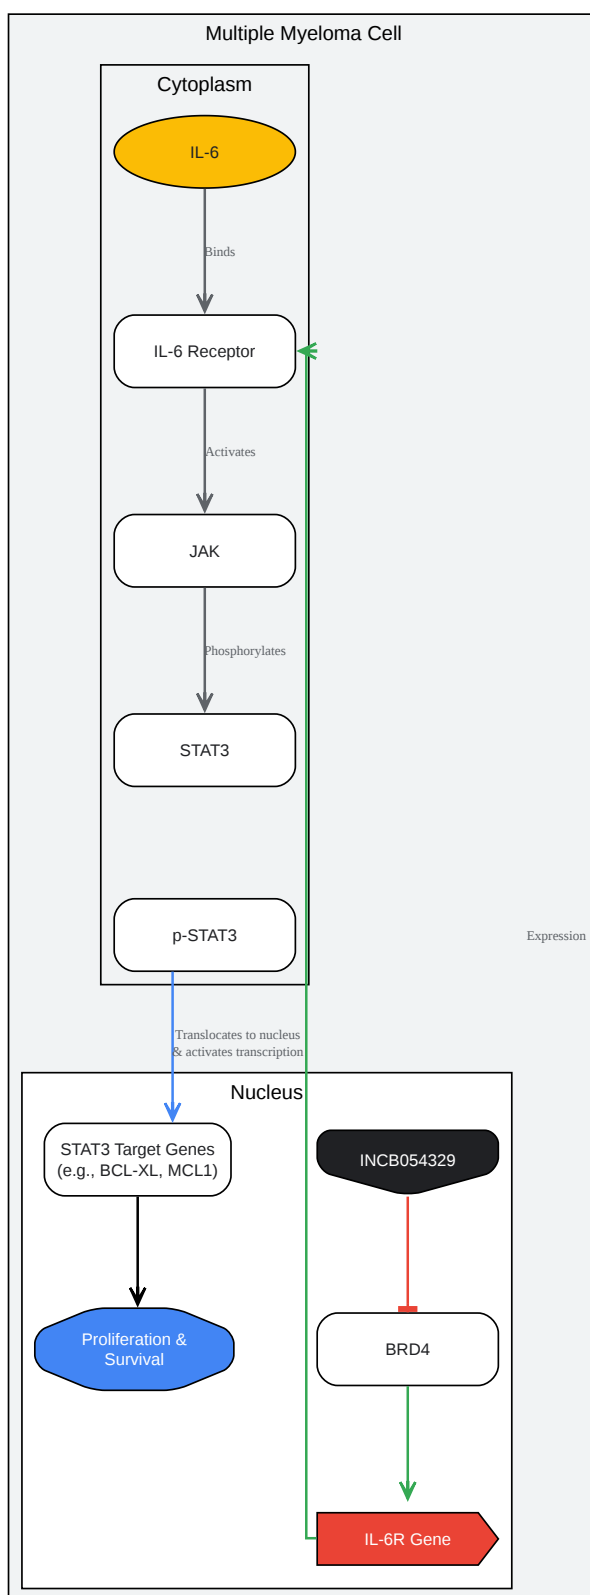 Multiple Myeloma Cell
Cytoplasm
IL-6
Binds
IL-6 Receptor
Activates
JAK
Phosphorylates
STAT3
p-STAT3
Expression
Translocates to nucleus
& activates transcription
Nucleus
STAT3 Target Genes
(e.g., BCL-XL, MCL1)
INCB054329
Proliferation &
Survival
BRD4
IL-6R Gene